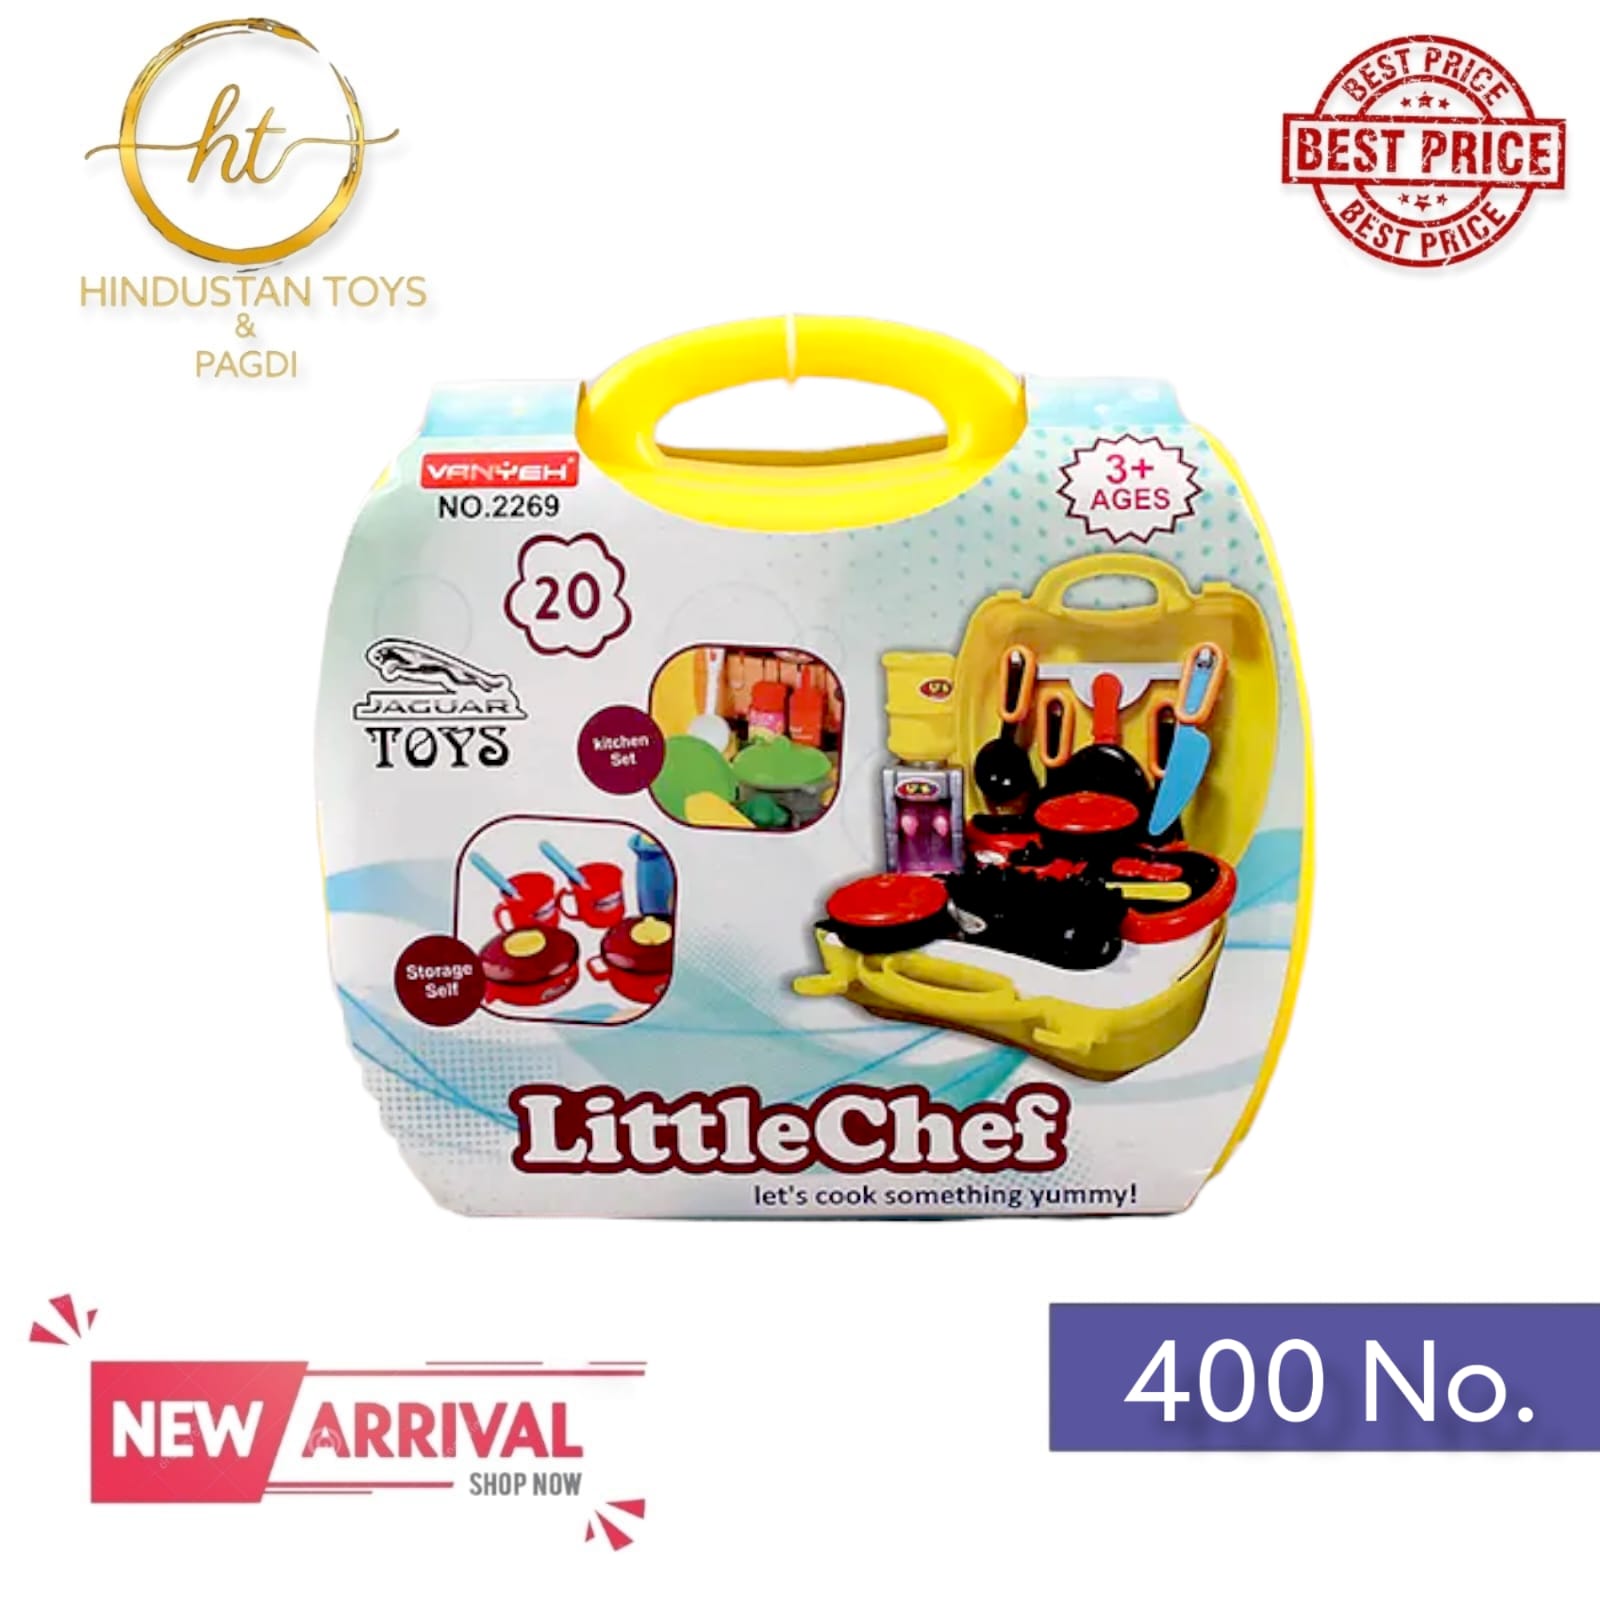 ht
HINDUSTAN TOYS
&
PAGDI
BEST PRICE
BEST PRICE
BEST PRICE
VANYEH
NO.2269
3+
AGES
20
JAGUAR
TOYS
kitchen
Set
Storage
Self
LittleChef
let's cook something yummy!
NEW ARRIVAL
SHOP NOW
400 No.